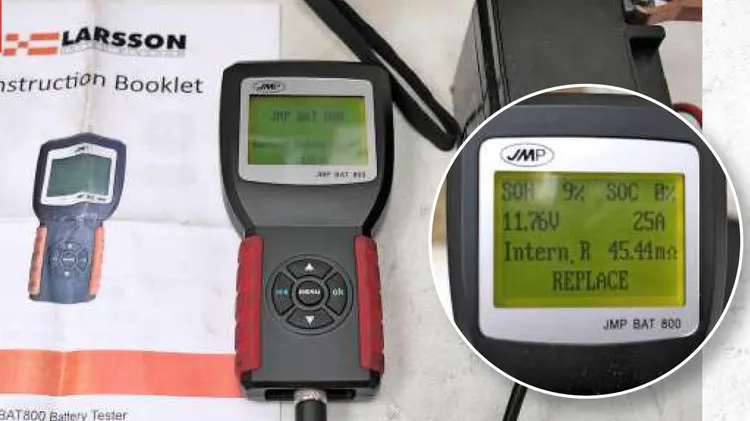 LARSSON
nstruction Booklet
JMP
BAT800 Battery Tester
JMP
JMP BAT 800
JMP BAT 800
MENU
ok
JMP
SOH 9% SOC 0%
11.76V 25A
Intern. R 45.44mΩ
REPLACE
JMP BAT 800